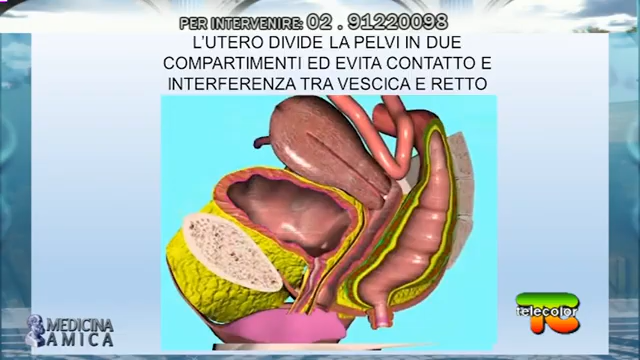 PER INTERVENIRE: 02 . 91220098
L'UTERO DIVIDE LA PELVI IN DUE
COMPARTIMENTI ED EVITA CONTATTO E
INTERFERENZA TRA VESCICA E RETTO
MEDICINA
AMICA
telecolor